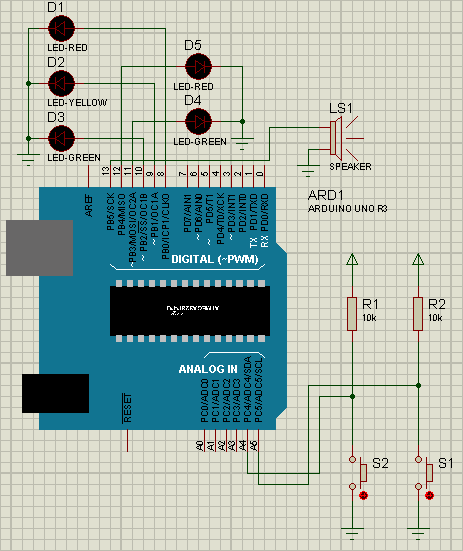 D1
LED-RED
D2
LED-YELLOW
D3
LED-GREEN
D5
LED-RED
D4
LED-GREEN
LS1
SPEAKER
ARD1
ARDUINO UNO R3
13
12
11
10
9
8
7
6
5
4
3
2
1
0
AREF
PB5/SCK
PB4/MISO
~PB3/MOSI/OC2A
~PB2/SS/OC1B
~PB1/OC1A
PB0/ICP1/CLKO
PD7/AIN1
~PD6/AIN0
~PD5/T1
PD4/T0/XCK
~PD3/INT1
PD2/INT0
TX PD1/TXD
RX PD0/RXD
DIGITAL (~PWM)
ANALOG IN
RESET
PC0/ADC0
PC1/ADC1
PC2/ADC2
PC3/ADC3
PC4/ADC4/SDA
PC5/ADC5/SCL
A0
A1
A2
A3
A4
A5
R1
10k
R2
10k
S2
S1